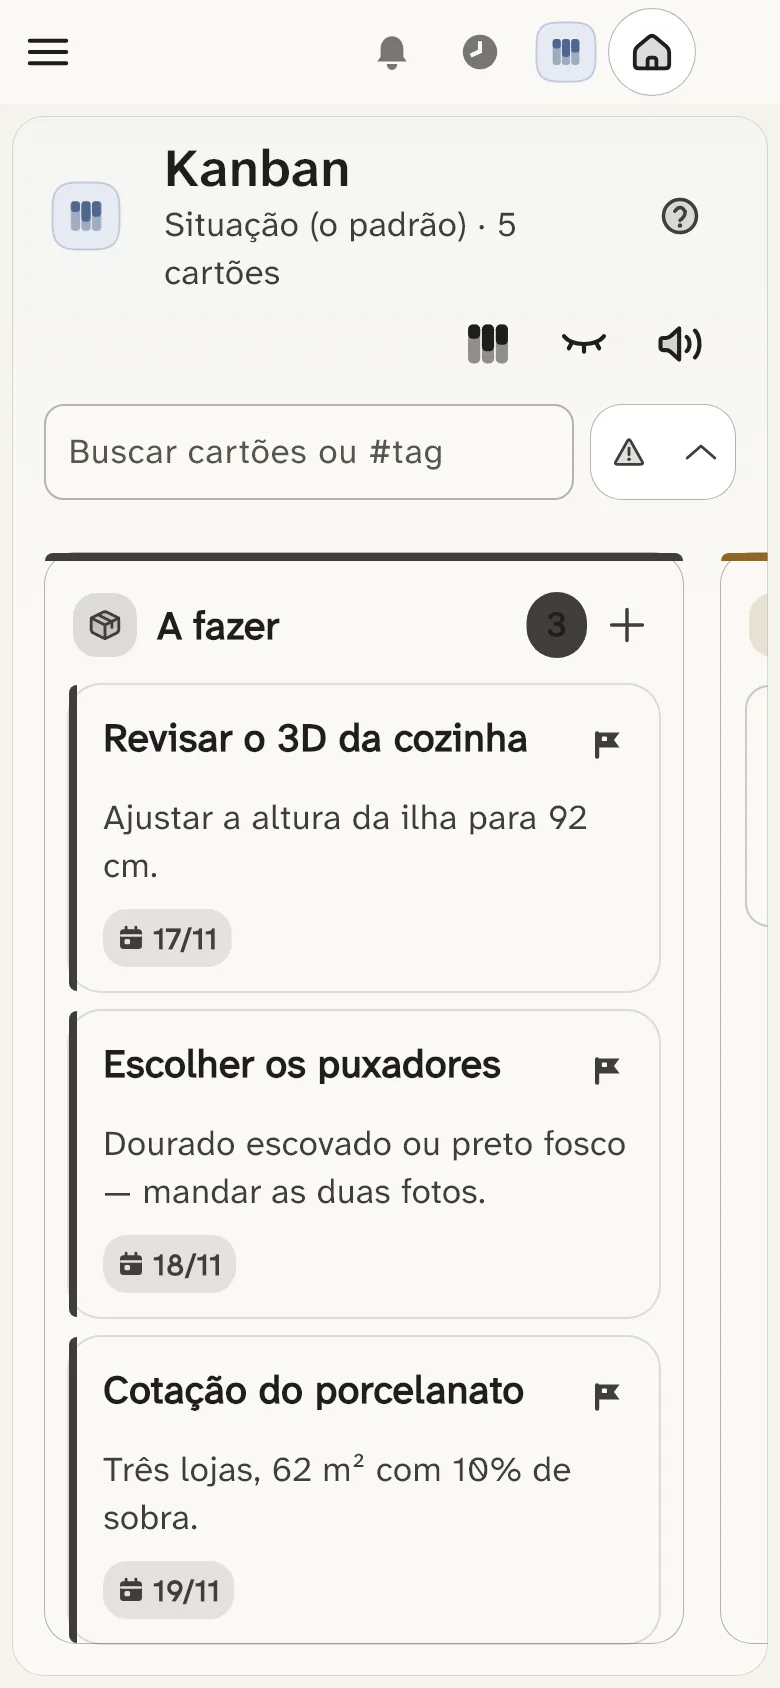 Kanban
Situação (o padrão) · 5
cartões
Buscar cartões ou #tag
A fazer
3
Revisar o 3D da cozinha
Ajustar a altura da ilha para 92
cm.
17/11
Escolher os puxadores
Dourado escovado ou preto fosco
— mandar as duas fotos.
18/11
Cotação do porcelanato
Três lojas, 62 m² com 10% de
sobra.
19/11